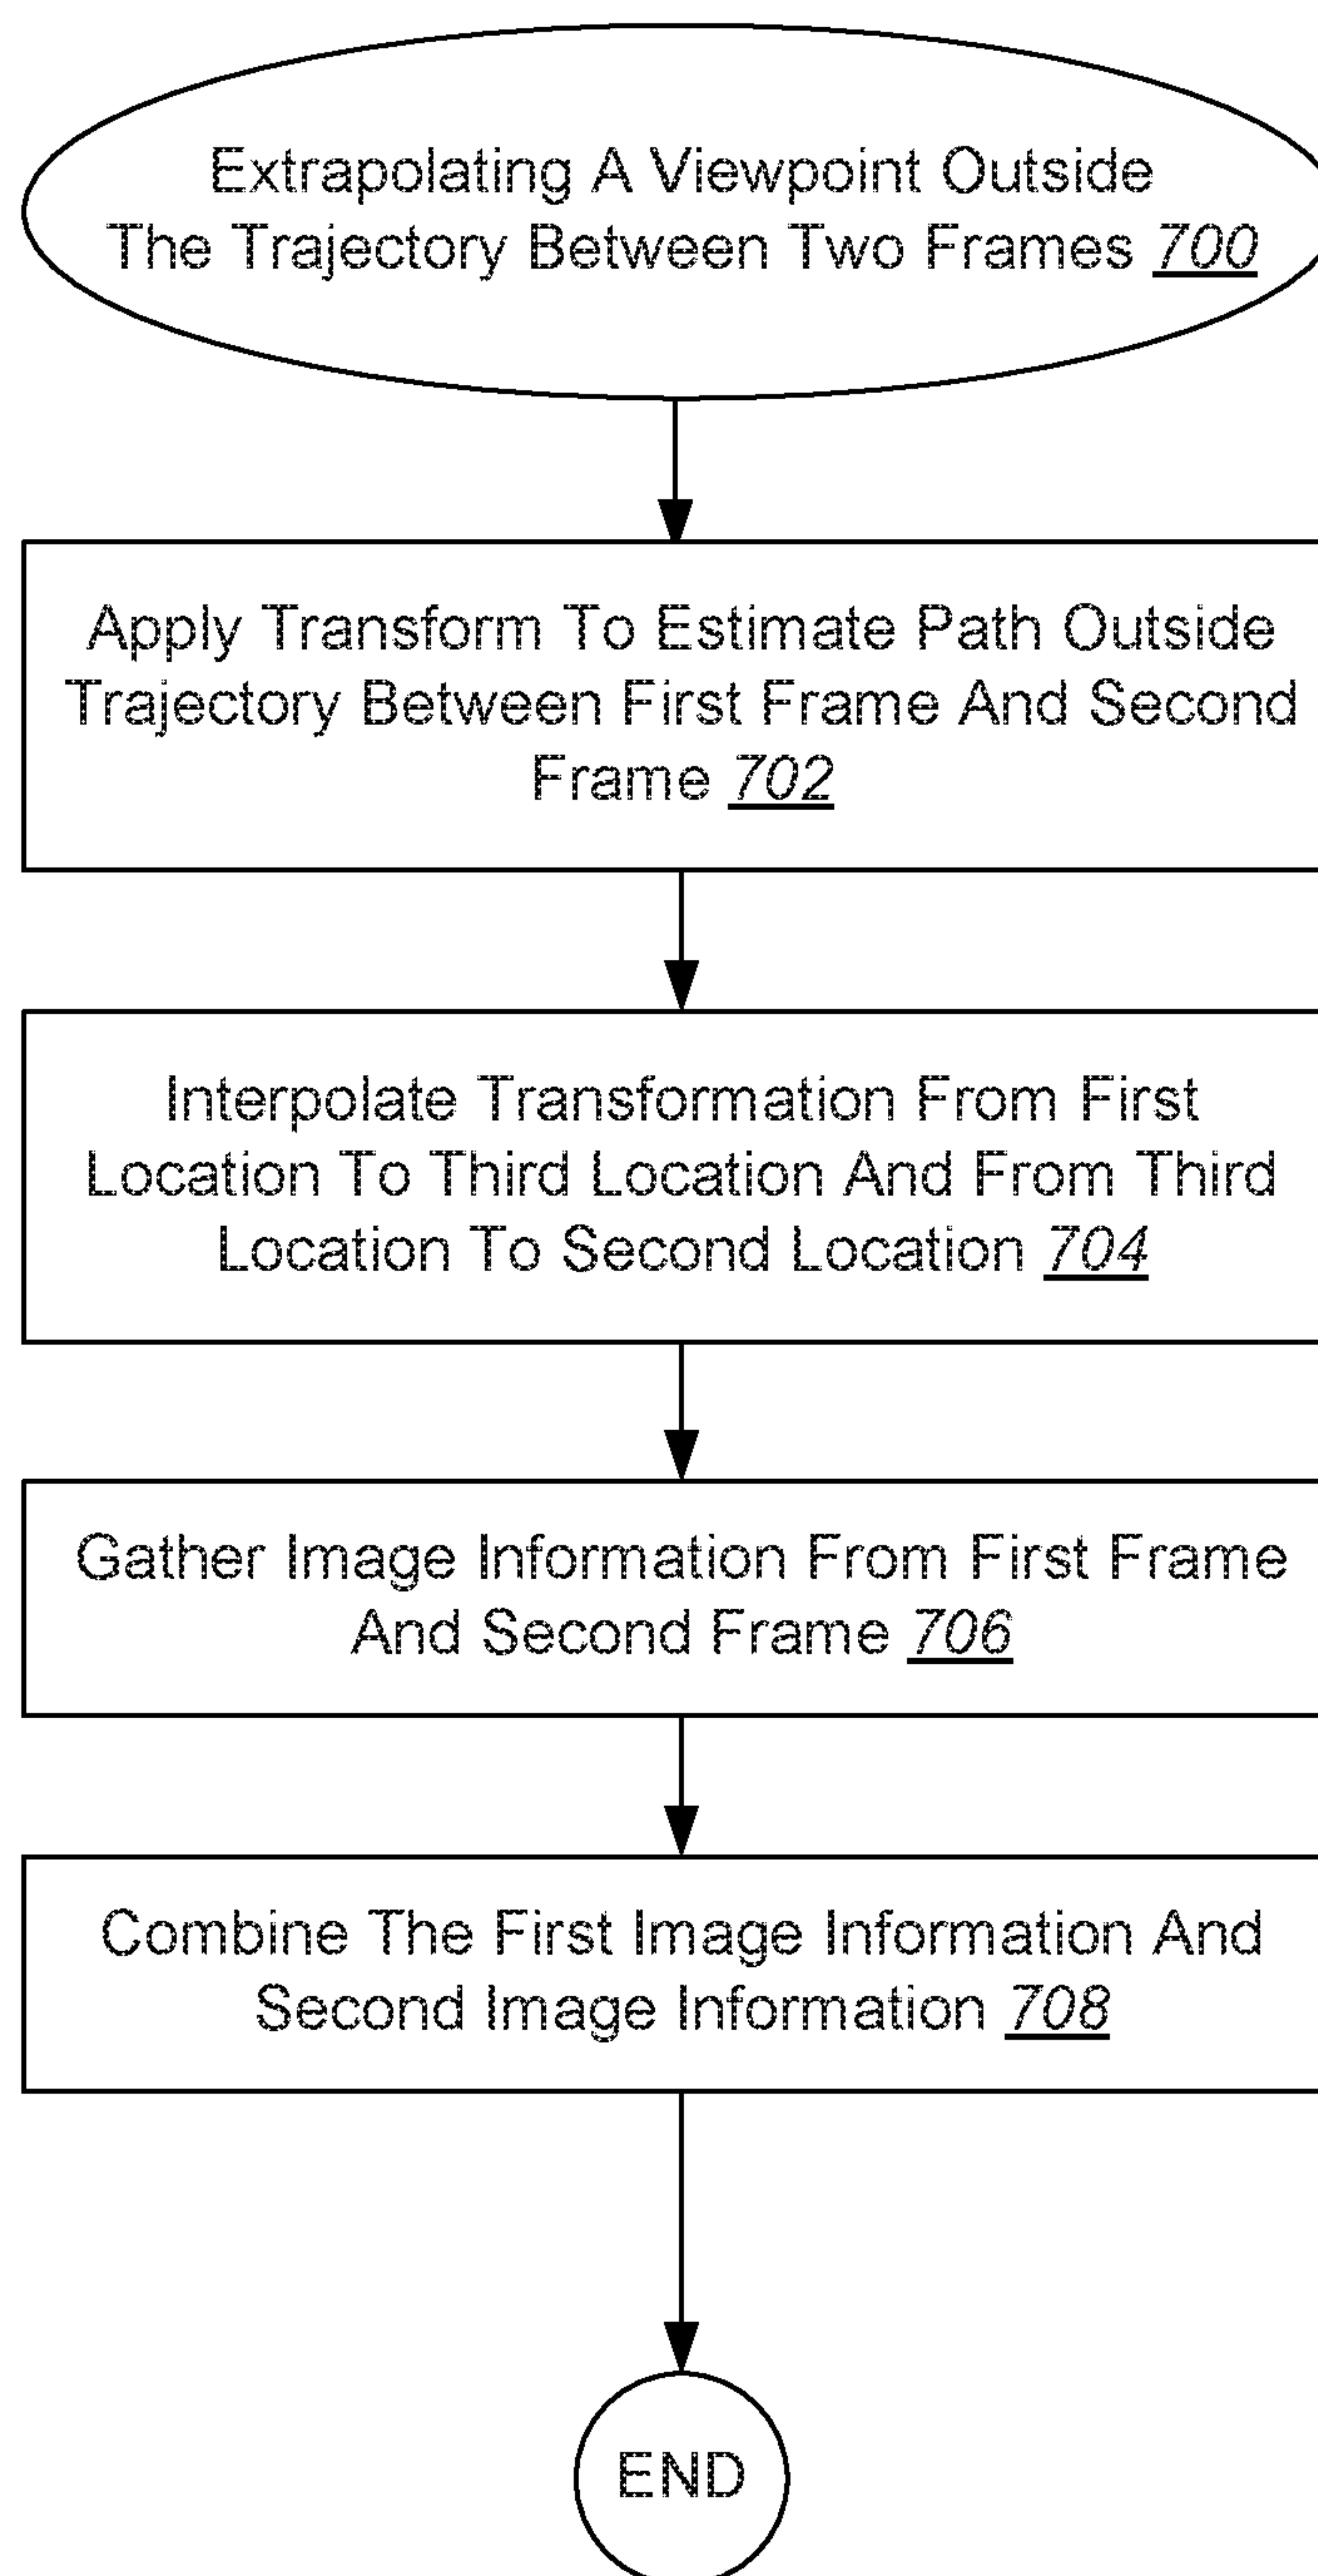 Extrapolating A Viewpoint Outside
The Trajectory Between Two Frames 700
Apply Transform To Estimate Path Outside
Trajectory Between First Frame And Second
Frame 702
Interpolate Transformation From First
Location To Third Location And From Third
Location To Second Location 704
Gather Image Information From First Frame
And Second Frame 706
Combine The First Image Information And
Second Image Information 708
END